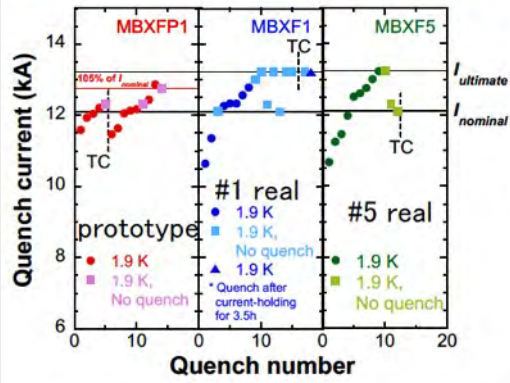 MBXFP1
MBXF1
MBXF5
Quench current (kA)
14
12
10
8
6
105% of I nominal
TC
TC
TC
I ultimate
I nominal
prototype
1.9 K
1.9 K,
No quench
#1 real
1.9 K
1.9 K,
No quench
1.9 K
* Quench after
current-holding
for 3.5h
#5 real
1.9 K
1.9 K,
No quench
0 10 0 10 0 10 20
Quench number